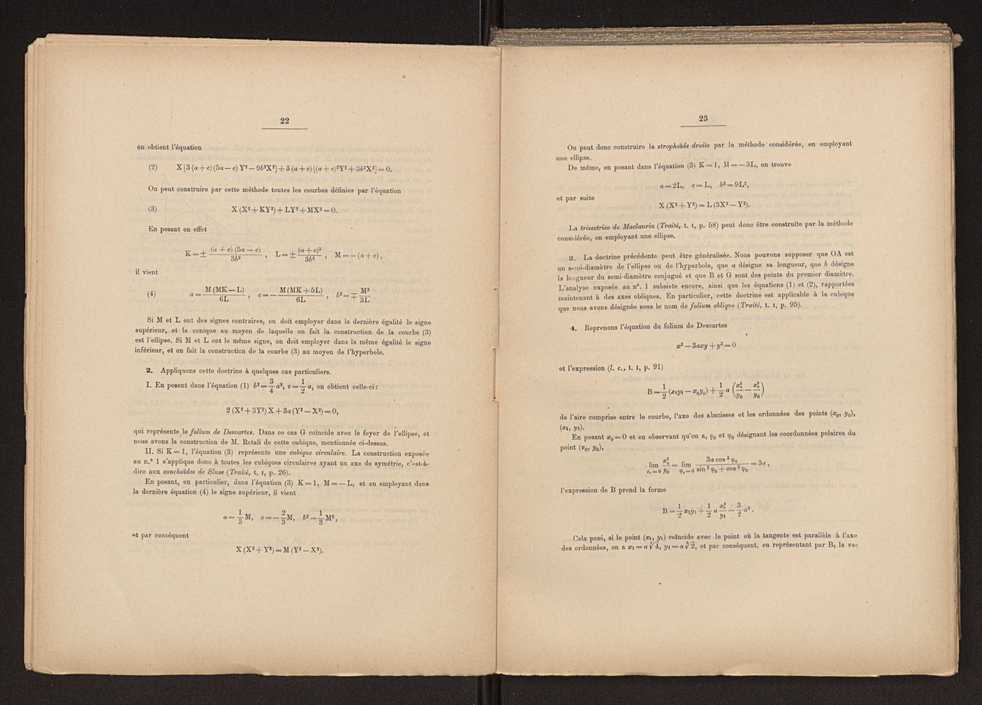 22
on obtient l'équation
(2) X [3 (a + e) (5a — e) Y² — 9b²X²] + 3 (a + e) [(a + e)²Y² + 3b²X²] = 0.
On peut construire par cette méthode toutes les courbes définies par l'équation
(3) X (X² + KY²) + LY² + MX² = 0.
En posant en effet
K = ± (a + e) (5a — e) / 3b², L = ± (a + e)² / 3b², M = — (a + e),
il vient
(4) a = M (MK — L) / 6L, e = — M (MK + 5L) / 6L, b² = ∓ M³ / 3L
Si M et L ont des signes contraires, on doit employer dans la dernière égalité le signe
supérieur, et la conique au moyen de laquelle on fait la construction de la courbe (3)
est l'ellipse. Si M et L ont le même signe, on doit employer dans la même égalité le signe
inférieur, et on fait la construction de la courbe (3) au moyen de l'hyperbole.
2. Appliquons cette doctrine à quelques cas particuliers.
I. En posant dans l'équation (1) b² = 3/4 a², e = 1/2 a, on obtient celle-ci:
2 (X² + 3Y²) X + 3a (Y² — X²) = 0,
qui représente le folium de Descartes. Dans ce cas G coïncide avec le foyer de l'ellipse, et
nous avons la construction de M. Retali de cette cubique, mentionnée ci-dessus.
II. Si K = 1, l'équation (3) représente une cubique circulaire. La construction exposée
au n.º 1 s'applique donc à toutes les cubiques circulaires ayant un axe de symétrie, c'est-à-
dire aux conchoïdes de Sluse (Traité, t. I, p. 26).
En posant, en particulier, dans l'équation (3) K = 1, M = — L, et en employant dans
la dernière équation (4) le signe supérieur, il vient
a = 1/3 M, e = — 2/3 M, b² = 1/3 M²,
et par conséquent
X (X² + Y²) = M (Y² — X²).
23
On peut donc construire la strophoïde droite par la méthode considérée, en employant
une ellipse.
De même, en posant dans l'équation (3) K = 1, M = — 3L, on trouve
a = 2L, e = L, b² = 9L²,
et par suite
X (X² + Y²) = L (3X² — Y²).
La trisectrice de Maclaurin (Traité, t. I, p. 58) peut donc être construite par la méthode
considérée, en employant une ellipse.
3. La doctrine précédente peut être généralisée. Nous pouvons supposer que OA est
un semi-diamètre de l'ellipse ou de l'hyperbole, que a désigne sa longueur, que b désigne
la longueur du semi-diamètre conjugué et que B et G sont des points du premier diamètre.
L'analyse exposée au nº. 1 subsiste encore, ainsi que les équations (1) et (2), rapportées
maintenant à des axes obliques. En particulier, cette doctrine est applicable à la cubique
que nous avons désignée sous le nom de folium oblique (Traité, t. I, p. 95).
4. Reprenons l'équation du folium de Descartes
x³ — 3axy + y³ = 0
et l'expression (l. c., t. I, p. 91)
B = 1/2 (x₁y₁ — x₀y₀) + 1/2 a (x₁²/y₁ — x₀²/y₀)
de l'aire comprise entre le courbe, l'axe des abscisses et les ordonnées des points (x₀, y₀),
(x₁, y₁).
En posant x₀ = 0 et en observant qu'on a, φ₀ et ρ₀ désignant les coordonnées polaires du
point (x₀, y₀),
lim x₀=0 x₀²/y₀ = lim φ₀=0 3a cos³ φ₀ / sin³ φ₀ + cos³ φ₀ = 3a,
l'expression de B prend la forme
B = 1/2 x₁y₁ + 1/2 a x₁²/y₁ — 3/2 a².
Cela posé, si le point (x₁, y₁) coïncide avec le point où la tangente est parallèle à l'axe
des ordonnées, on a x₁ = a ∛4, y₁ = a ∛2, et par conséquent, en représentant par B₁ la va-